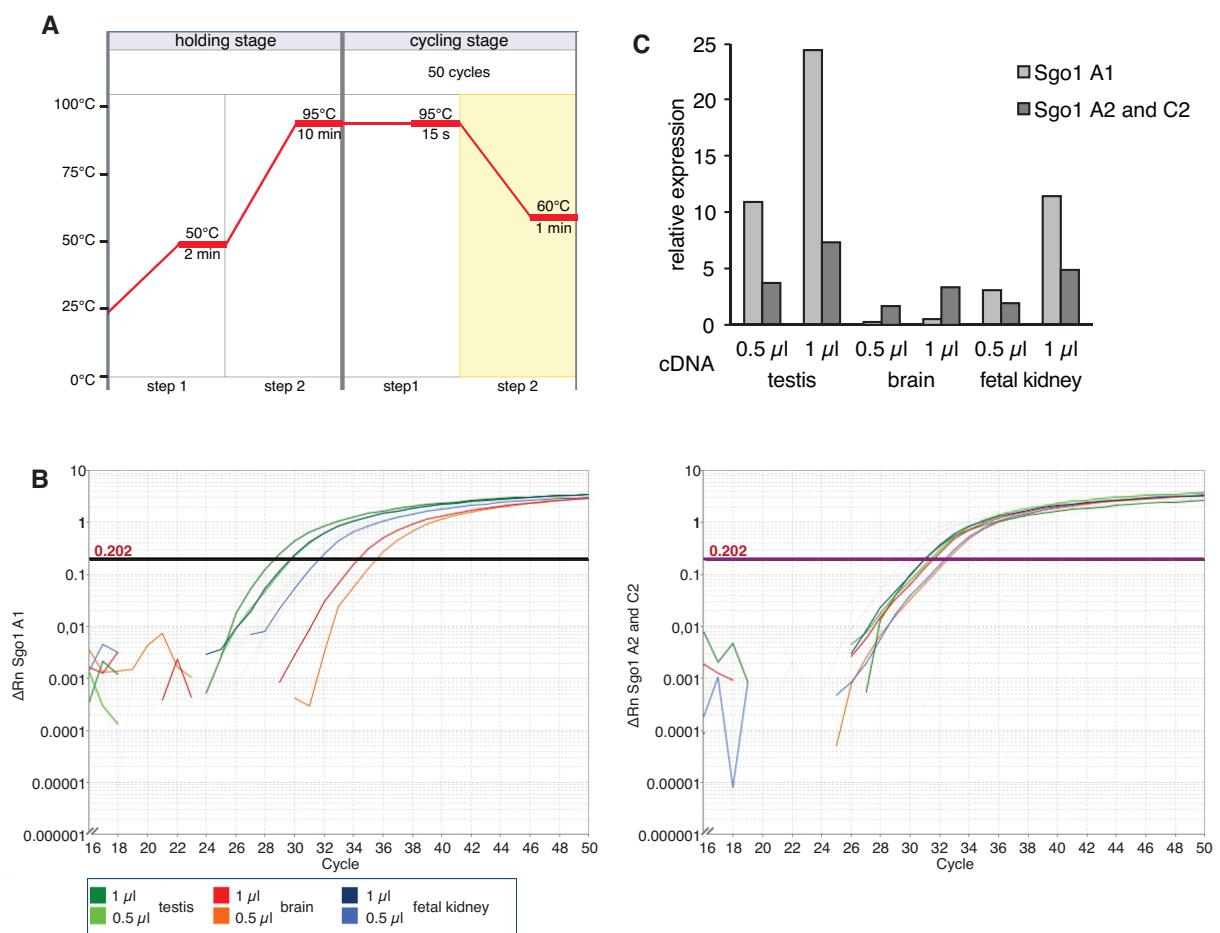 A
holding stage
cycling stage
50 cycles
100°C
75°C
50°C
25°C
0°C
50°C
2 min
95°C
10 min
95°C
15 s
60°C
1 min
step 1
step 2
step1
step 2
C
relative expression
25
20
15
10
5
0
Sgo1 A1
Sgo1 A2 and C2
cDNA
0.5 µl
1 µl
0.5 µl
1 µl
0.5 µl
1 µl
testis
brain
fetal kidney
B
ΔRn Sgo1 A1
10
1
0.1
0,01
0.001
0.0001
0.00001
0.000001
0.202
16 18 20 22 24 26 28 30 32 34 36 38 40 42 44 46 48 50
Cycle
ΔRn Sgo1 A2 and C2
10
1
0.1
0,01
0.001
0.0001
0.00001
0.000001
0.202
16 18 20 22 24 26 28 30 32 34 36 38 40 42 44 46 48 50
Cycle
1 µl
0.5 µl
testis
1 µl
0.5 µl
brain
1 µl
0.5 µl
fetal kidney